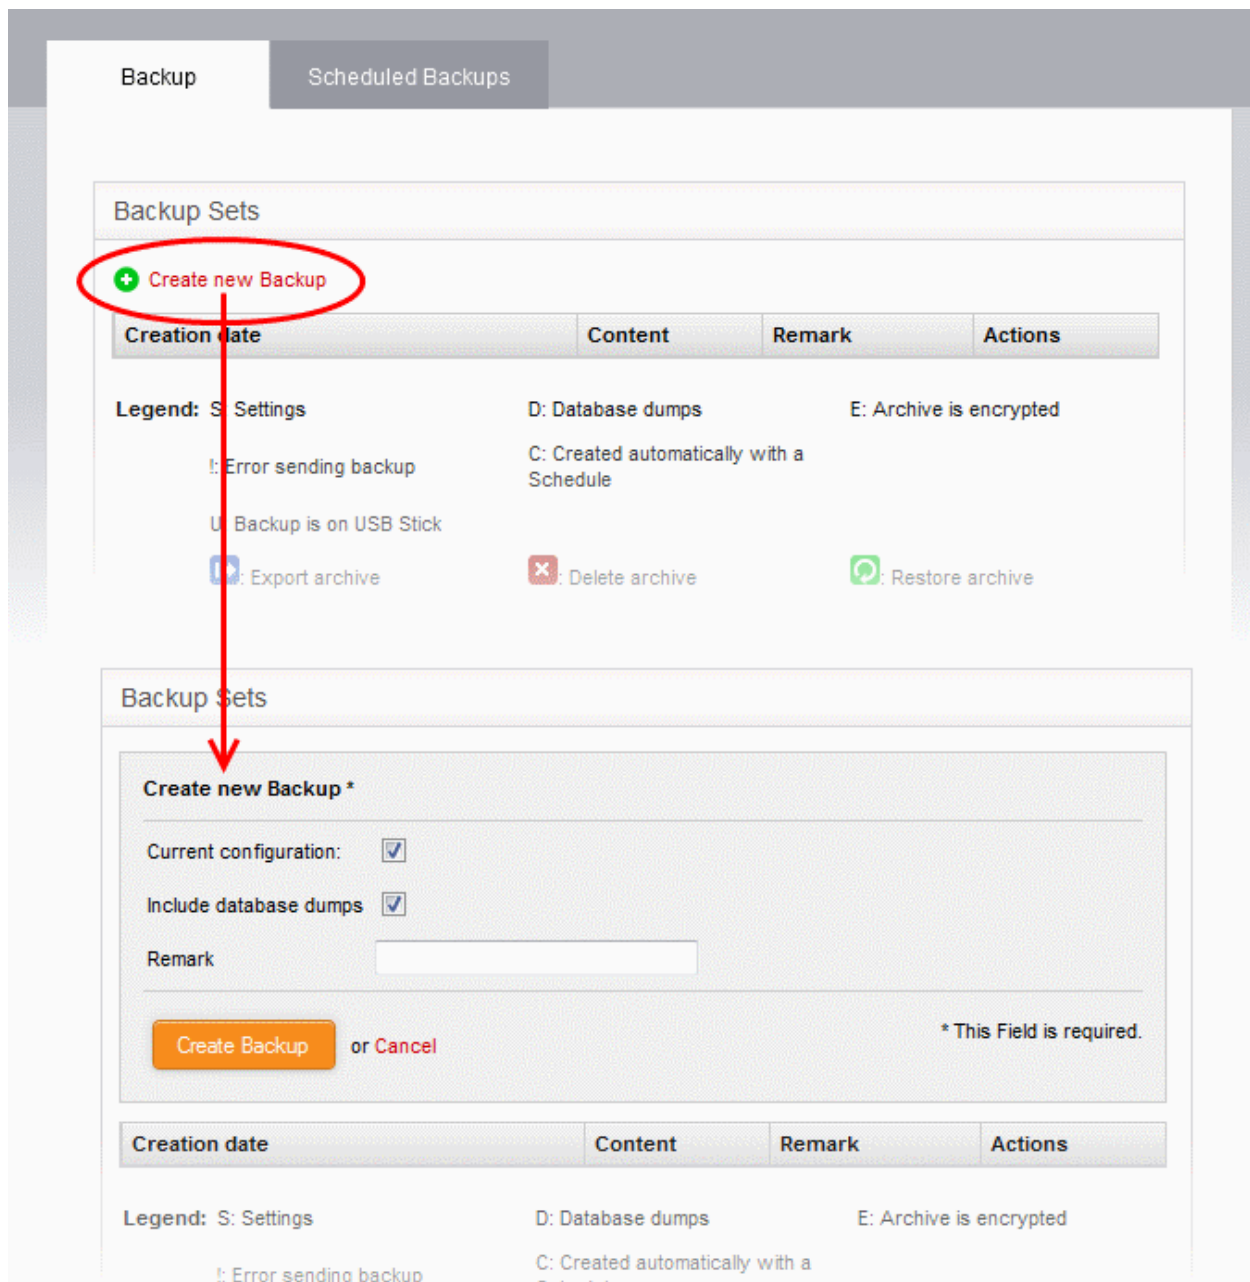 Backup Scheduled Backups
Backup Sets
Create new Backup
Creation date Content Remark Actions
Legend: S: Settings D: Database dumps E: Archive is encrypted
!: Error sending backup C: Created automatically with a
Schedule
U: Backup is on USB Stick
: Export archive : Delete archive : Restore archive
Backup Sets
Create new Backup *
Current configuration:
Include database dumps
Remark
Create Backup or Cancel * This Field is required.
Creation date Content Remark Actions
Legend: S: Settings D: Database dumps E: Archive is encrypted
!: Error sending backup C: Created automatically with a